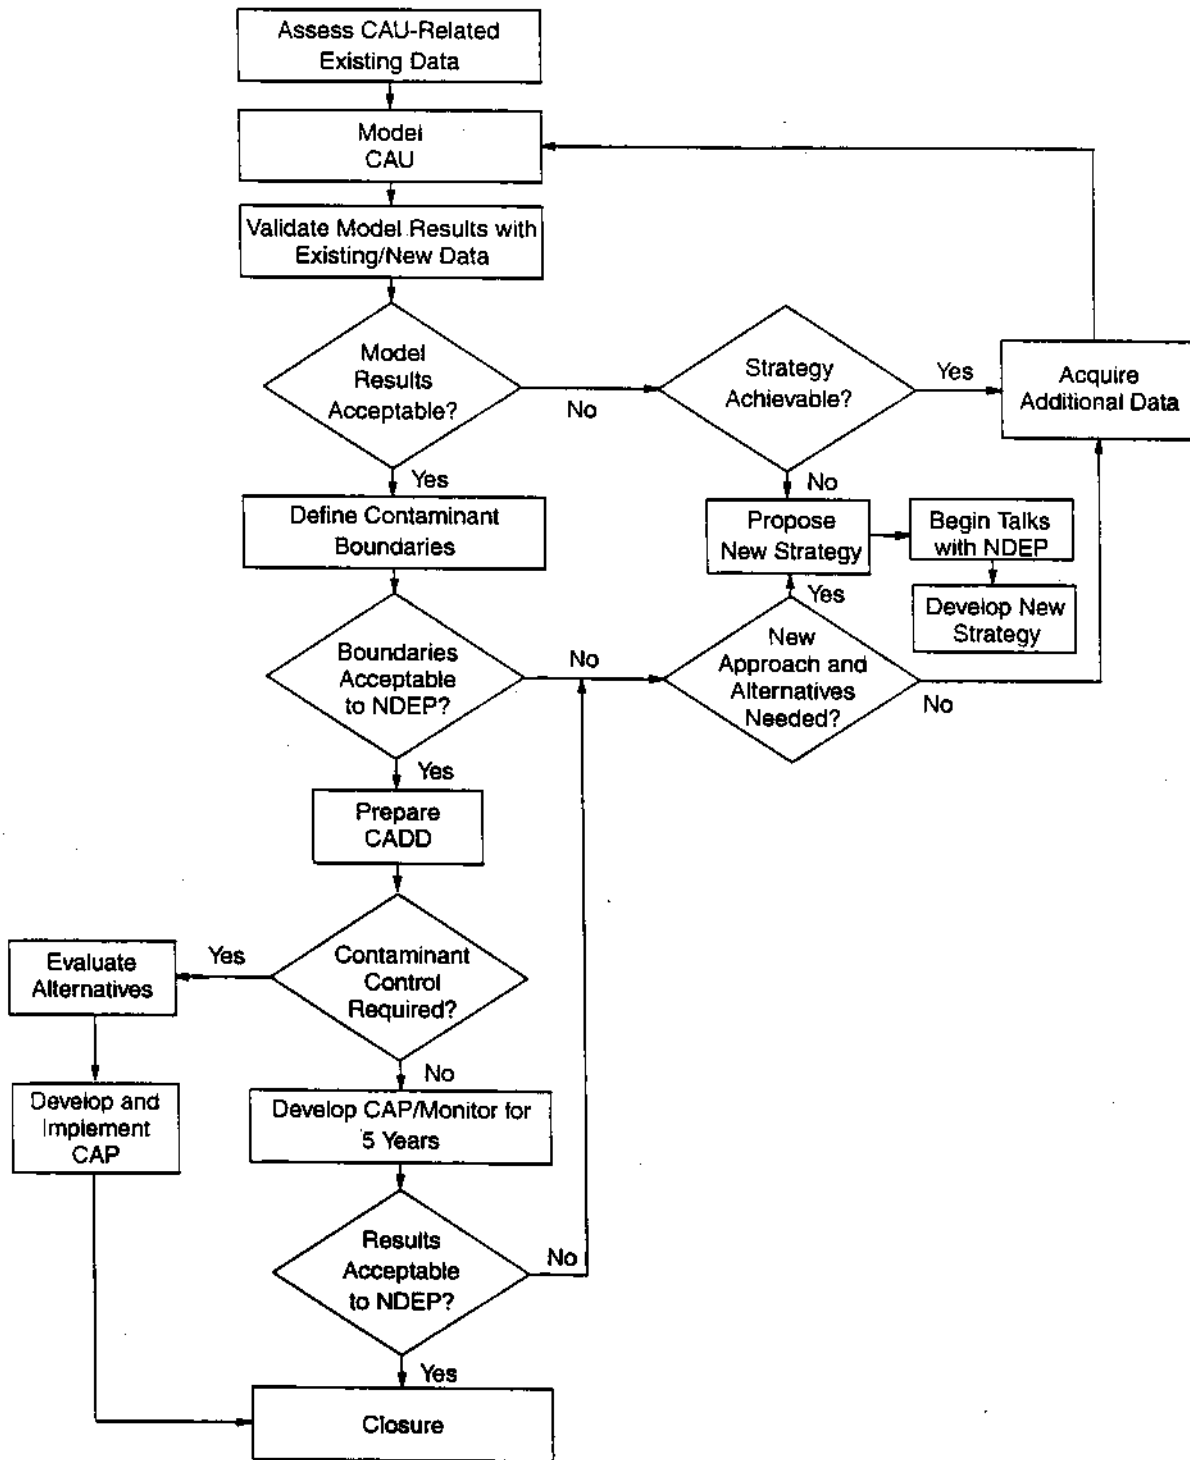 Assess CAU-Related
Existing Data
Model
CAU
Validate Model Results with
Existing/New Data
Model
Results
Acceptable?
No
Strategy
Achievable?
Yes
Acquire
Additional Data
Yes
No
Define Contaminant
Boundaries
Propose
New Strategy
Begin Talks
with NDEP
Yes
Develop New
Strategy
Boundaries
Acceptable
to NDEP?
No
New
Approach and
Alternatives
Needed?
No
Yes
Prepare
CADD
Contaminant
Control
Required?
Yes
Evaluate
Alternatives
No
Develop and
Implement
CAP
Develop CAP/Monitor for
5 Years
Results
Acceptable
to NDEP?
No
Yes
Closure